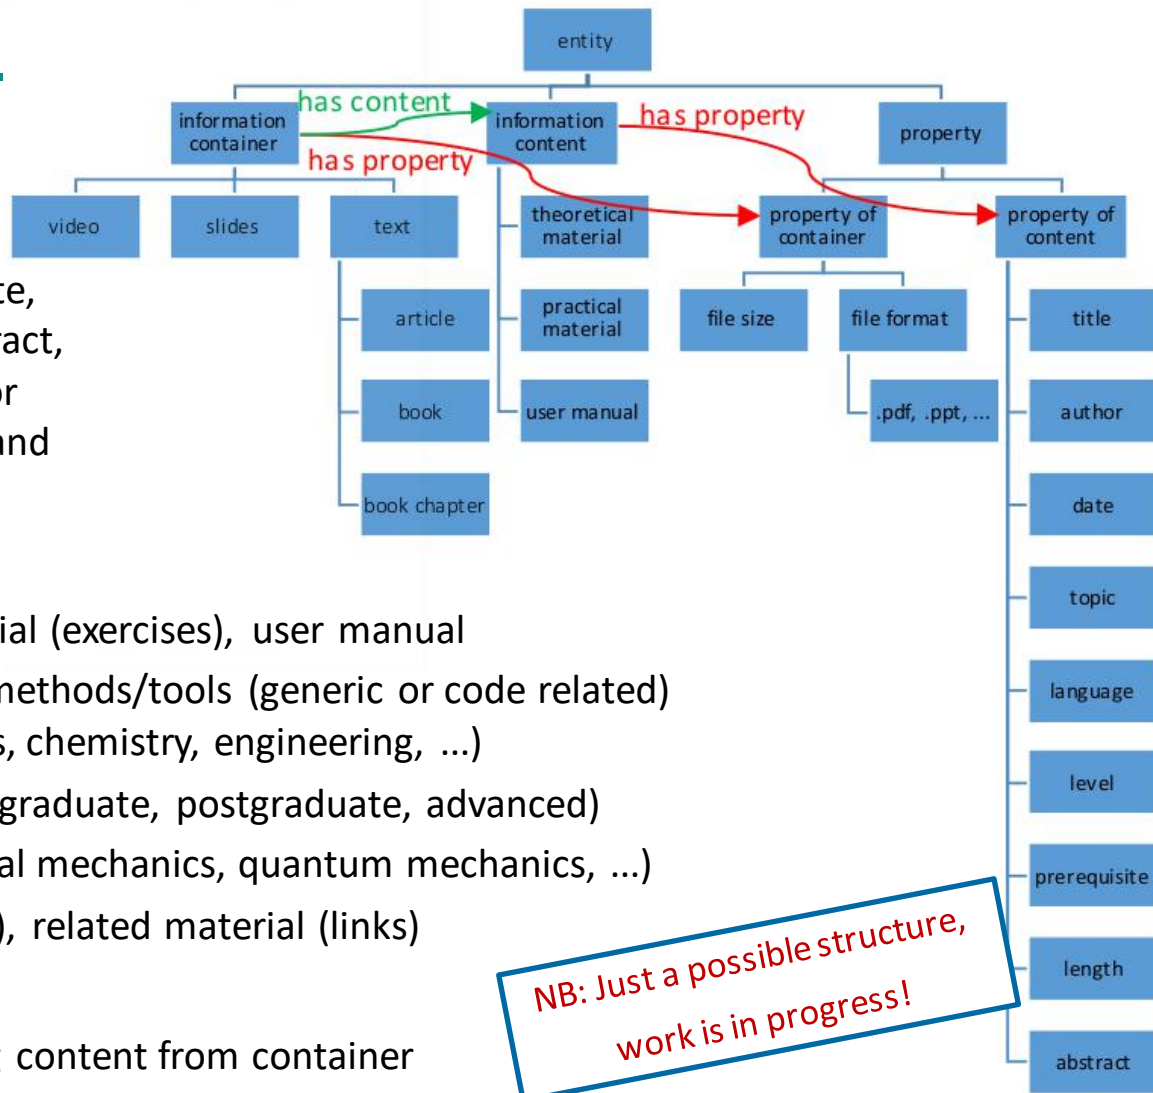 entity
has content
information
container
information
content
has property
property
has property
video
slides
text
theoretical
material
property of
container
property of
content
article
practical
material
file size
file format
title
book
user manual
.pdf, .ppt, ...
author
book chapter
date
topic
language
level
prerequisite
length
abstract
te,
ract,
or
and
ial (exercises), user manual
methods/tools (generic or code related)
s, chemistry, engineering, ...)
graduate, postgraduate, advanced)
al mechanics, quantum mechanics, ...)
), related material (links)
content from container
NB: Just a possible structure,
work is in progress!